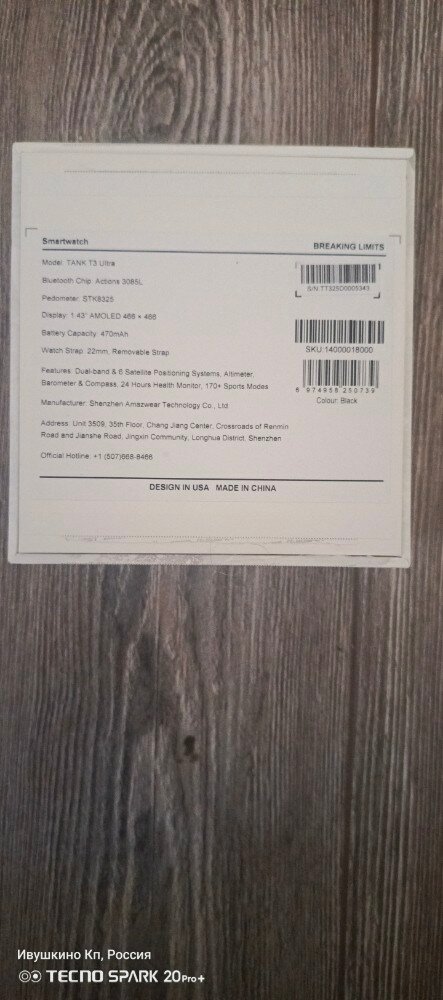 Smartwatch
BREAKING LIMITS
Model: TANK T3 Ultra
Bluetooth Chip: Actions 3085L
Pedometer: STK8325
Display: 1.43" AMOLED 466 × 466
Battery Capacity: 470mAh
Watch Strap: 22mm, Removable Strap
Features: Dual-band & 6 Satellite Positioning Systems, Altimeter,
Barometer & Compass, 24 Hours Health Monitor, 170+ Sports Modes
Manufacturer: Shenzhen Amazwear Technology Co., Ltd
Address: Unit 3509, 35th Floor, Chang Jiang Center, Crossroads of Renmin
Road and Jianshe Road, Jingxin Community, Longhua District, Shenzhen
Official Hotline: +1 (507)668-8466
S/N:TT325D0005343
SKU:14000018000
6 974958 250739
Colour: Black
DESIGN IN USA MADE IN CHINA
Ивушкино Кп, Россия
TECNO SPARK 20Pro+